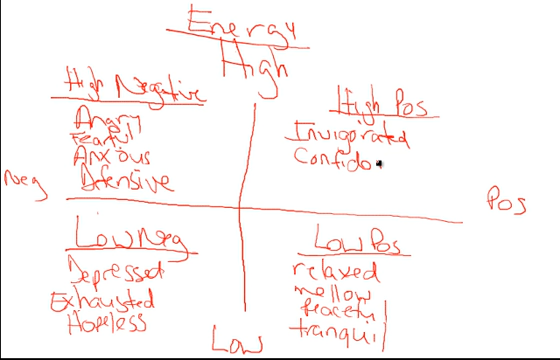 Energy
High
High Negative
Angry
Fearful
Anxious
Defensive
High Pos
Invigorated
Confido
Neg
Pos
Low Neg
Depressed
Exhausted
Hopeless
Low Pos
relaxed
mellow
peaceful
tranquil
Low